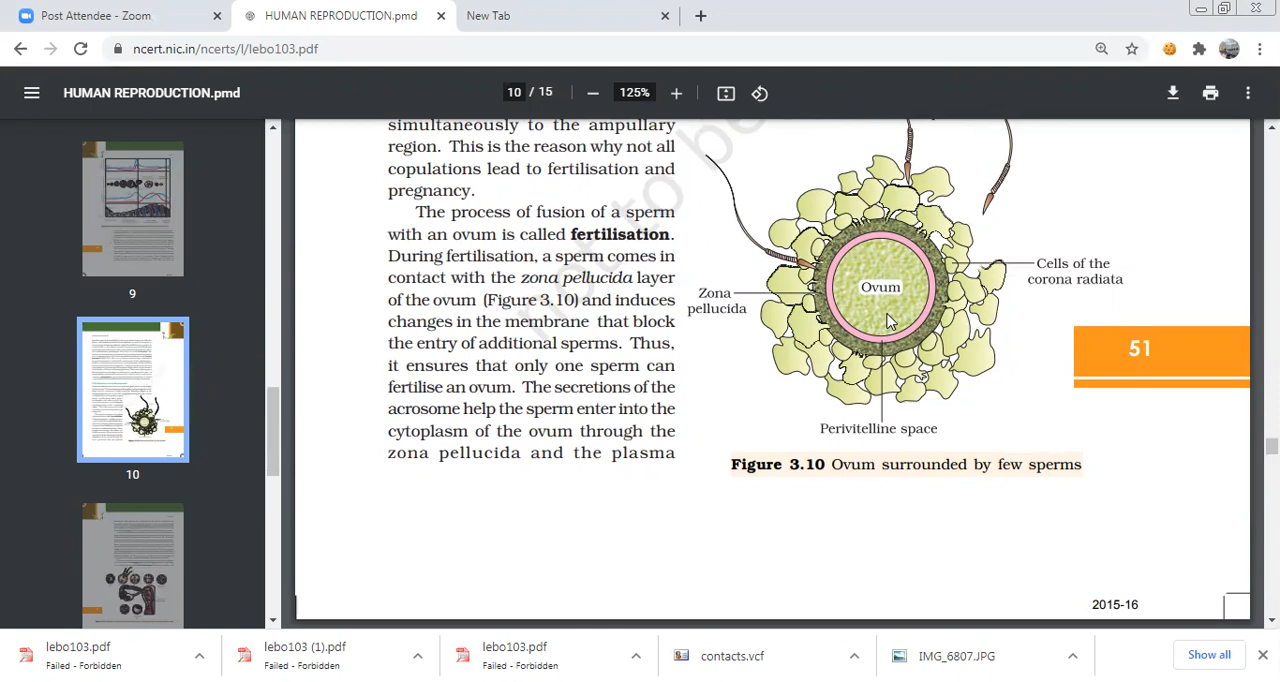 Post Attendee - Zoom
HUMAN REPRODUCTION.pmd
New Tab
ncert.nic.in/ncerts/l/lebo103.pdf
HUMAN REPRODUCTION.pmd
10 / 15
125%
9
10
simultaneously to the ampullary
region. This is the reason why not all
copulations lead to fertilisation and
pregnancy.
The process of fusion of a sperm
with an ovum is called fertilisation.
During fertilisation, a sperm comes in
contact with the zona pellucida layer
of the ovum (Figure 3.10) and induces
changes in the membrane that block
the entry of additional sperms. Thus,
it ensures that only one sperm can
fertilise an ovum. The secretions of the
acrosome help the sperm enter into the
cytoplasm of the ovum through the
zona pellucida and the plasma
not to be
Ovum
Zona
pellucida
Cells of the
corona radiata
Perivitelline space
Figure 3.10 Ovum surrounded by few sperms
51
2015-16
lebo103.pdf
Failed - Forbidden
lebo103 (1).pdf
Failed - Forbidden
lebo103.pdf
Failed - Forbidden
contacts.vcf
IMG_6807.JPG
Show all